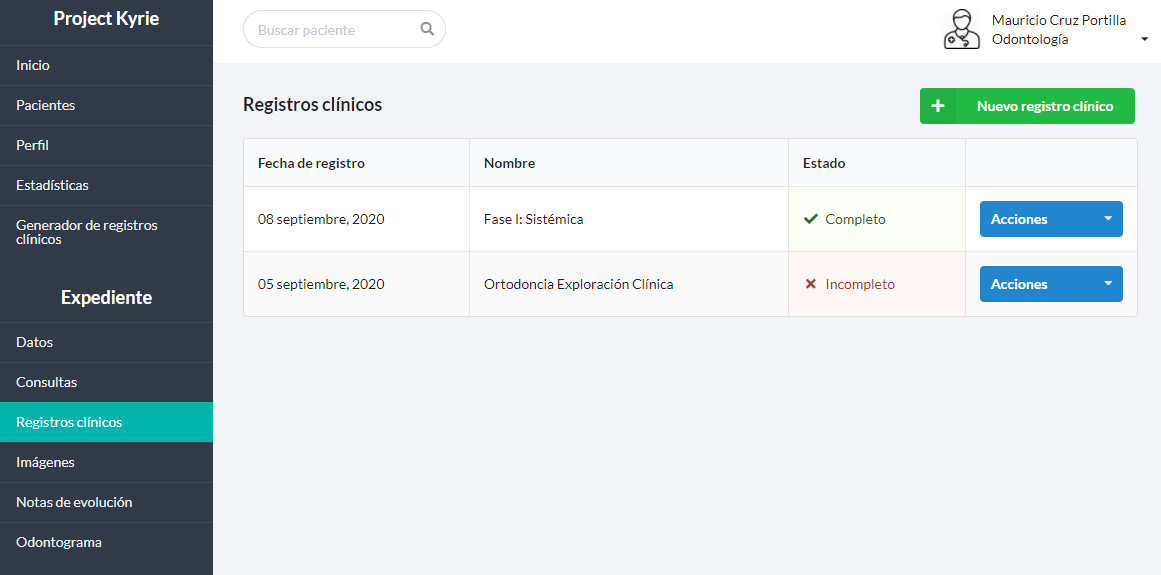 Project Kyrie
Inicio
Pacientes
Perfil
Estadísticas
Generador de registros
clínicos
Expediente
Datos
Consultas
Registros clínicos
Imágenes
Notas de evolución
Odontograma
Buscar paciente
Mauricio Cruz Portilla
Odontología
Registros clínicos
Nuevo registro clínico
Fecha de registro Nombre Estado
08 septiembre, 2020 Fase I: Sistémica Completo Acciones
05 septiembre, 2020 Ortodoncia Exploración Clínica Incompleto Acciones